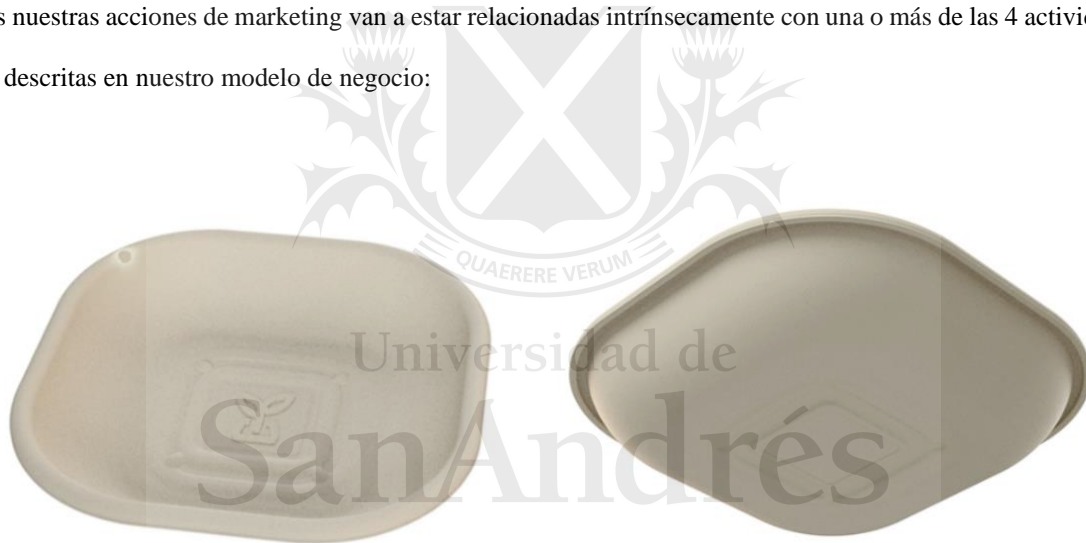 s nuestras acciones de marketing van a estar relacionadas intrínsecamente con una o más de las 4 activi
descritas en nuestro modelo de negocio:
QUAERERE VERUM
Universidad de
SanAndrés